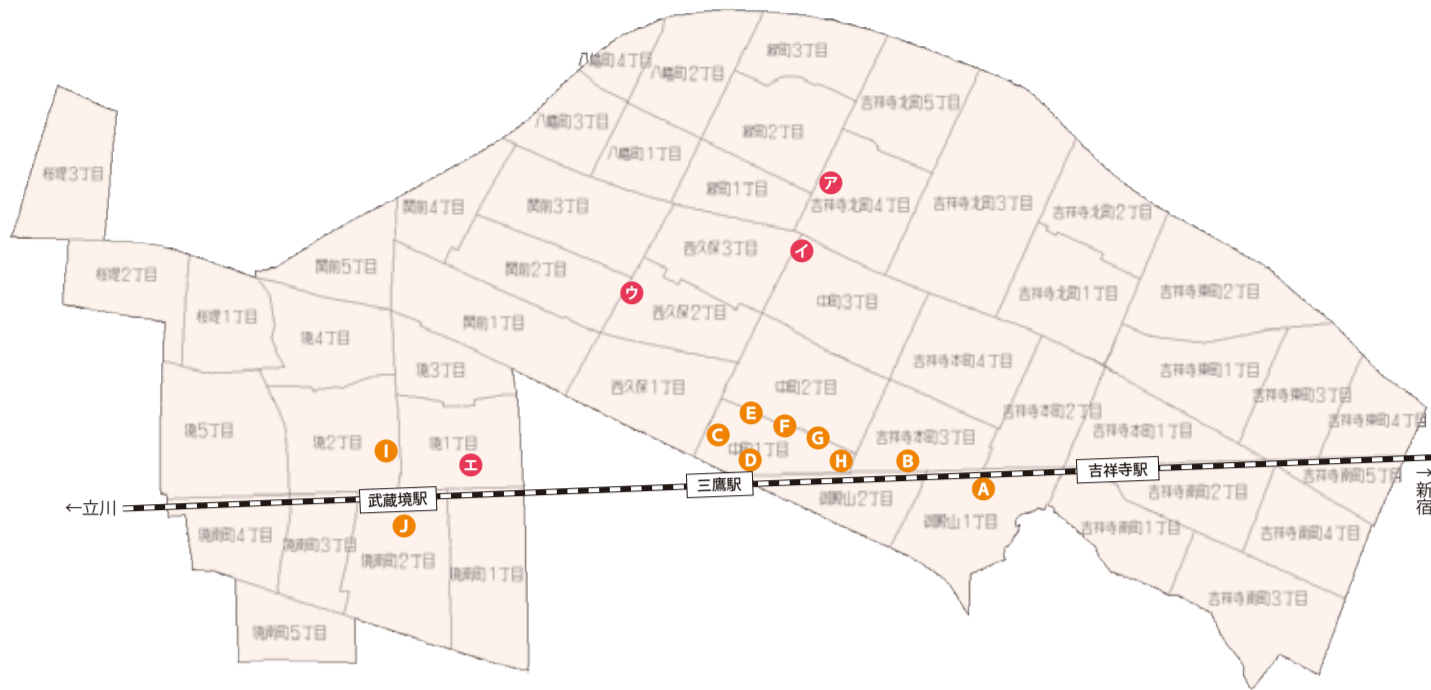 緑町3丁目
八幡町4丁目
八幡町2丁目
吉祥寺北町5丁目
八幡町3丁目
緑町2丁目
八幡町1丁目
桜堤3丁目
緑町1丁目
ア
関前4丁目
関前3丁目
吉祥寺北町4丁目
吉祥寺北町3丁目
吉祥寺北町2丁目
西久保3丁目
イ
桜堤2丁目
関前5丁目
関前2丁目
ウ
中町3丁目
吉祥寺北町1丁目
吉祥寺東町2丁目
桜堤1丁目
境4丁目
関前1丁目
西久保2丁目
境3丁目
西久保1丁目
中町2丁目
吉祥寺本町4丁目
吉祥寺東町1丁目
吉祥寺東町3丁目
吉祥寺東町4丁目
境5丁目
境2丁目
I
境1丁目
エ
C
E
F
G
中町1丁目
D
H
吉祥寺本町3丁目
B
吉祥寺本町2丁目
吉祥寺本町1丁目
←立川
武蔵境駅
三鷹駅
A
吉祥寺駅
→新宿
御殿山2丁目
御殿山1丁目
吉祥寺南町2丁目
吉祥寺南町5丁目
J
境南町4丁目
境南町3丁目
境南町2丁目
境南町1丁目
吉祥寺南町1丁目
吉祥寺南町4丁目
吉祥寺南町3丁目
境南町5丁目